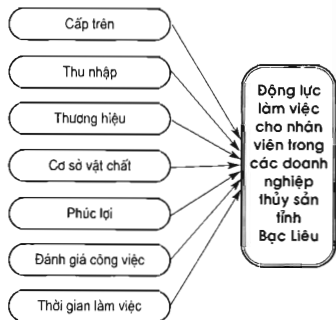 Cấp trên
Thu nhập
Thương hiệu
Cơ sở vật chất
Phúc lợi
Đánh giá công việc
Thời gian làm việc
Động lực
làm việc
cho nhân
viên trong
các doanh
nghiệp
thủy sản
tỉnh
Bạc Liêu